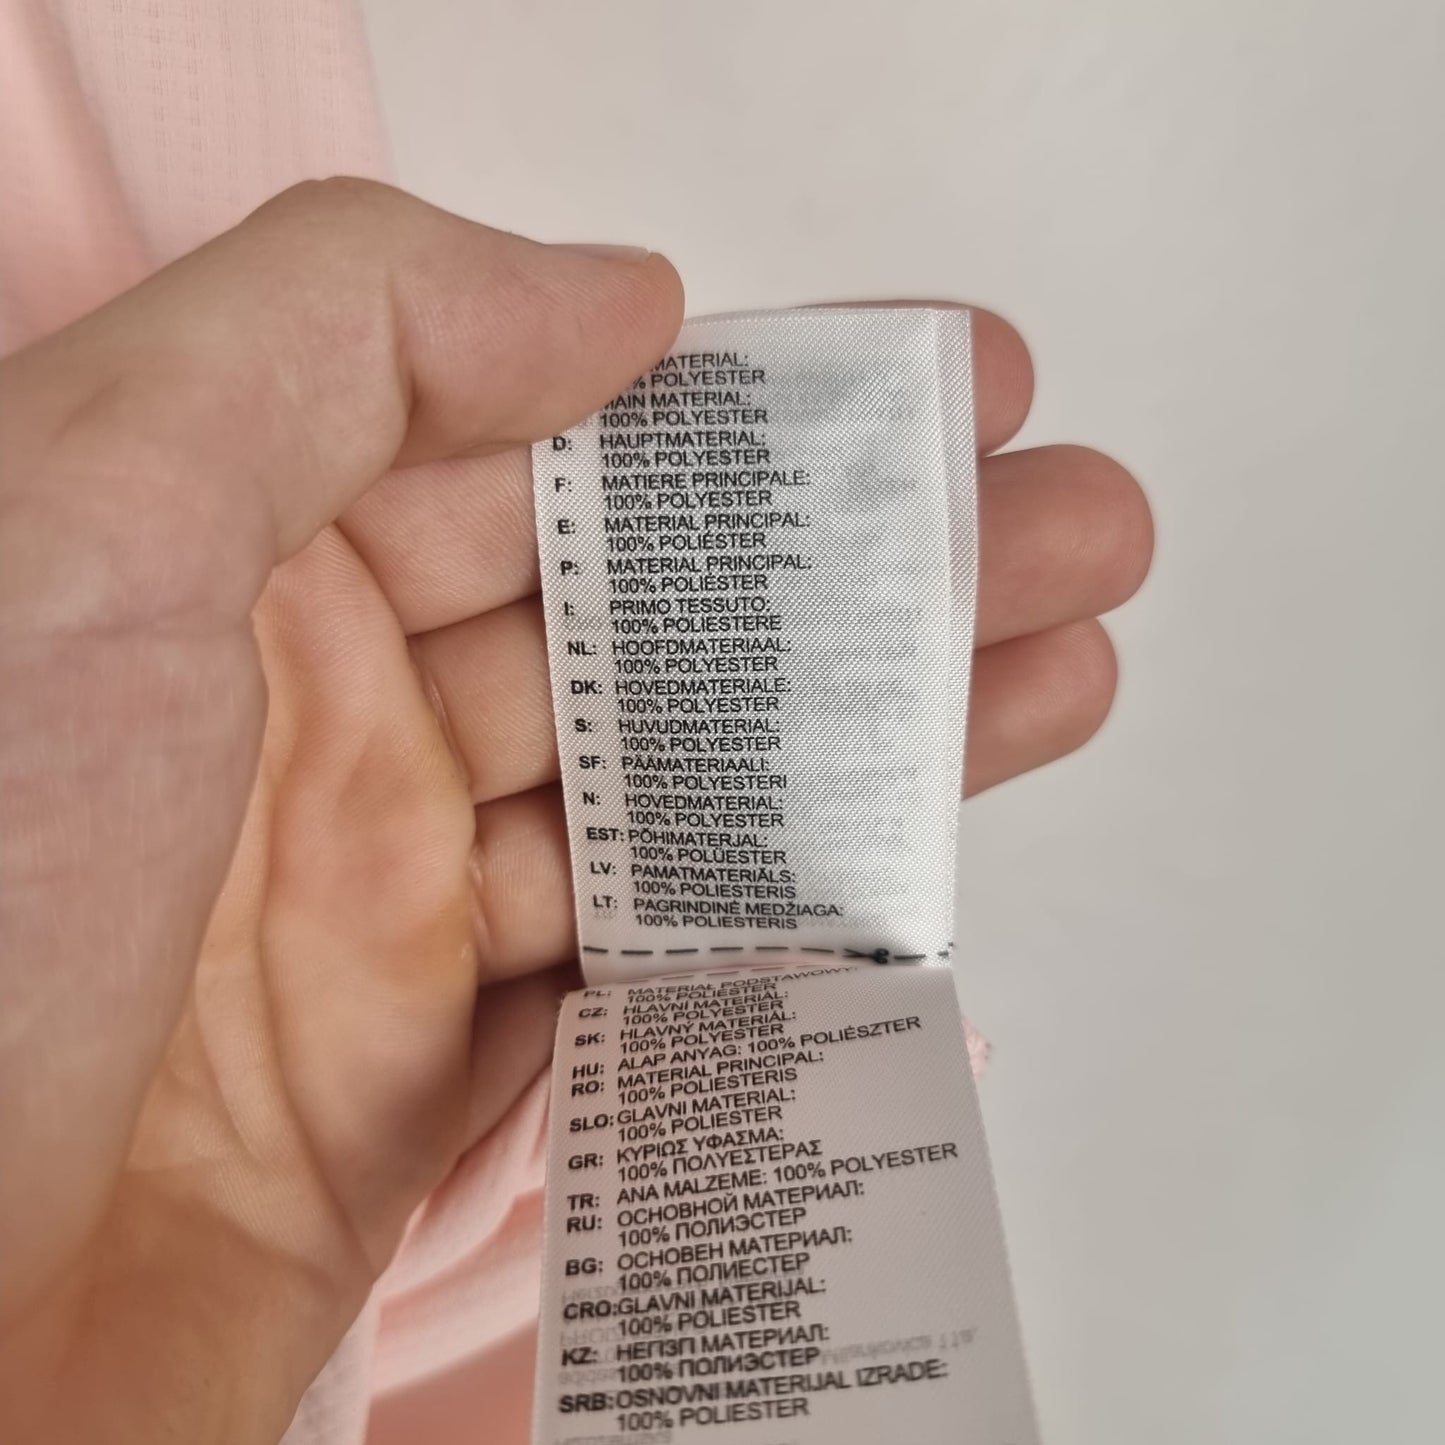 MATERIAL:
% POLYESTER
MAIN MATERIAL:
100% POLYESTER
D: HAUPTMATERIAL:
100% POLYESTER
F: MATIERE PRINCIPALE:
100% POLYESTER
E: MATERIAL PRINCIPAL:
100% POLIÉSTER
P: MATERIAL PRINCIPAL:
100% POLIÉSTER
I: PRIMO TESSUTO:
100% POLIESTERE
NL: HOOFDMATERIAAL:
100% POLYESTER
DK: HOVEDMATERIALE:
100% POLYESTER
S: HUVUDMATERIAL:
100% POLYESTER
SF: PÄÄMATERIAALI:
100% POLYESTERI
N: HOVEDMATERIAL:
100% POLYESTER
EST: PÕHIMATERJAL:
100% POLÜESTER
LV: PAMATMATERIĀLS:
100% POLIESTERIS
LT: PAGRINDINĖ MEDŽIAGA:
100% POLIESTERIS
PL: MATERIAŁ PODSTAWOWY:
100% POLIESTER
CZ: HLAVNÍ MATERIÁL:
100% POLYESTER
SK: HLAVNÝ MATERIÁL:
100% POLYESTER
HU: ALAP ANYAG: 100% POLIÉSZTER
RO: MATERIAL PRINCIPAL:
100% POLIESTERIS
SLO: GLAVNI MATERIAL:
100% POLIESTER
GR: ΚΥΡΙΩΣ ΥΦΑΣΜΑ:
100% ΠΟΛΥΕΣΤΕΡΑΣ
TR: ANA MALZEME: 100% POLYESTER
RU: ОСНОВНОЙ МАТЕРИАЛ:
100% ПОЛИЭСТЕР
BG: ОСНОВЕН МАТЕРИАЛ:
100% ПОЛИЕСТЕР
CRO: GLAVNI MATERIJAL:
100% POLIESTER
KZ: НЕГІЗГІ МАТЕРИАЛ:
100% ПОЛИЭСТЕР
SRB: OSNOVNI MATERIJAL IZRADE:
100% POLIESTER